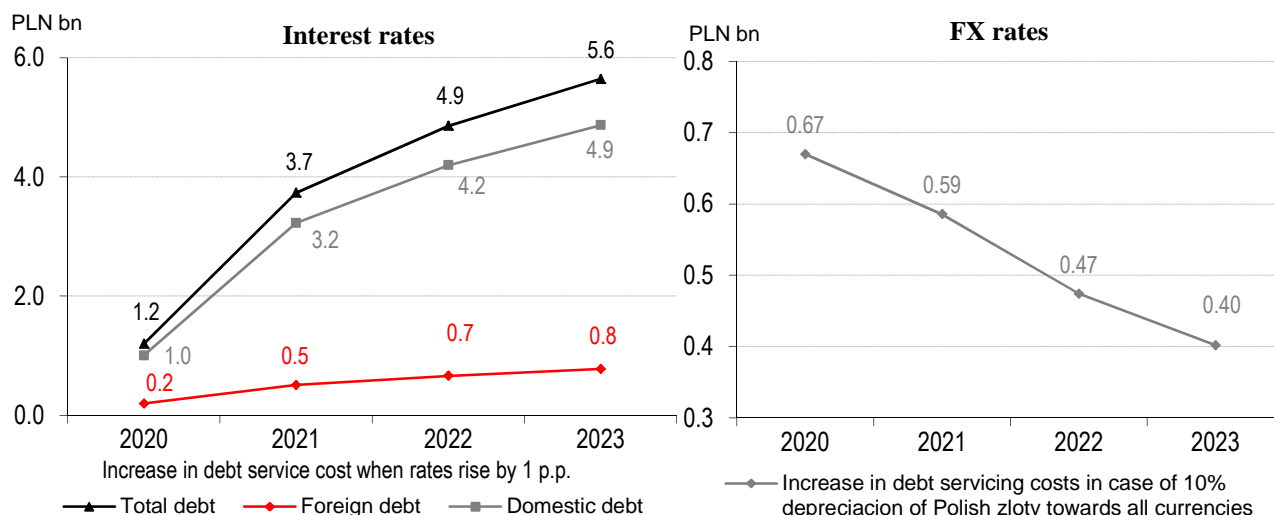 PLN bn
Interest rates
6.0
4.0
2.0
0.0
5.6
4.9
3.7
1.2
4.9
4.2
3.2
1.0
0.8
0.7
0.5
0.2
2020 2021 2022 2023
Increase in debt service cost when rates rise by 1 p.p.
Total debt Foreign debt Domestic debt
PLN bn
FX rates
0.8
0.7
0.6
0.5
0.4
0.3
0.67
0.59
0.47
0.40
2020 2021 2022 2023
Increase in debt servicing costs in case of 10%
depreciacion of Polish zloty towards all currencies